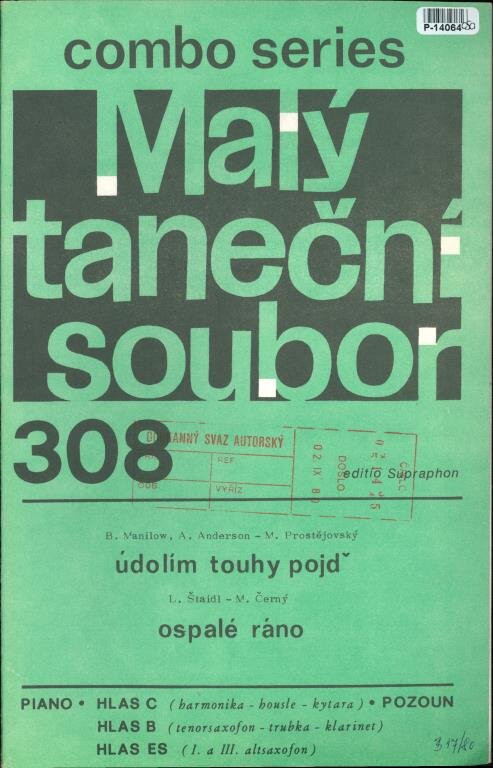 P-14064
combo series
Malý
taneční
soubor
308
OCHRANNÝ SVAZ AUTORSKÝ
REF.
VYŘIZ.
02 IX 80
DOŠLO
editio Supraphon
B. Manilow, A. Anderson - M. Prostějovský
údolím touhy pojdˇ
L. Štaidl - M. Černý
ospalé ráno
PIANO • HLAS C (harmonika - housle - kytara) • POZOUN
HLAS B (tenorsaxofon - trubka - klarinet)
HLAS ES (I. a III. altsaxofon)